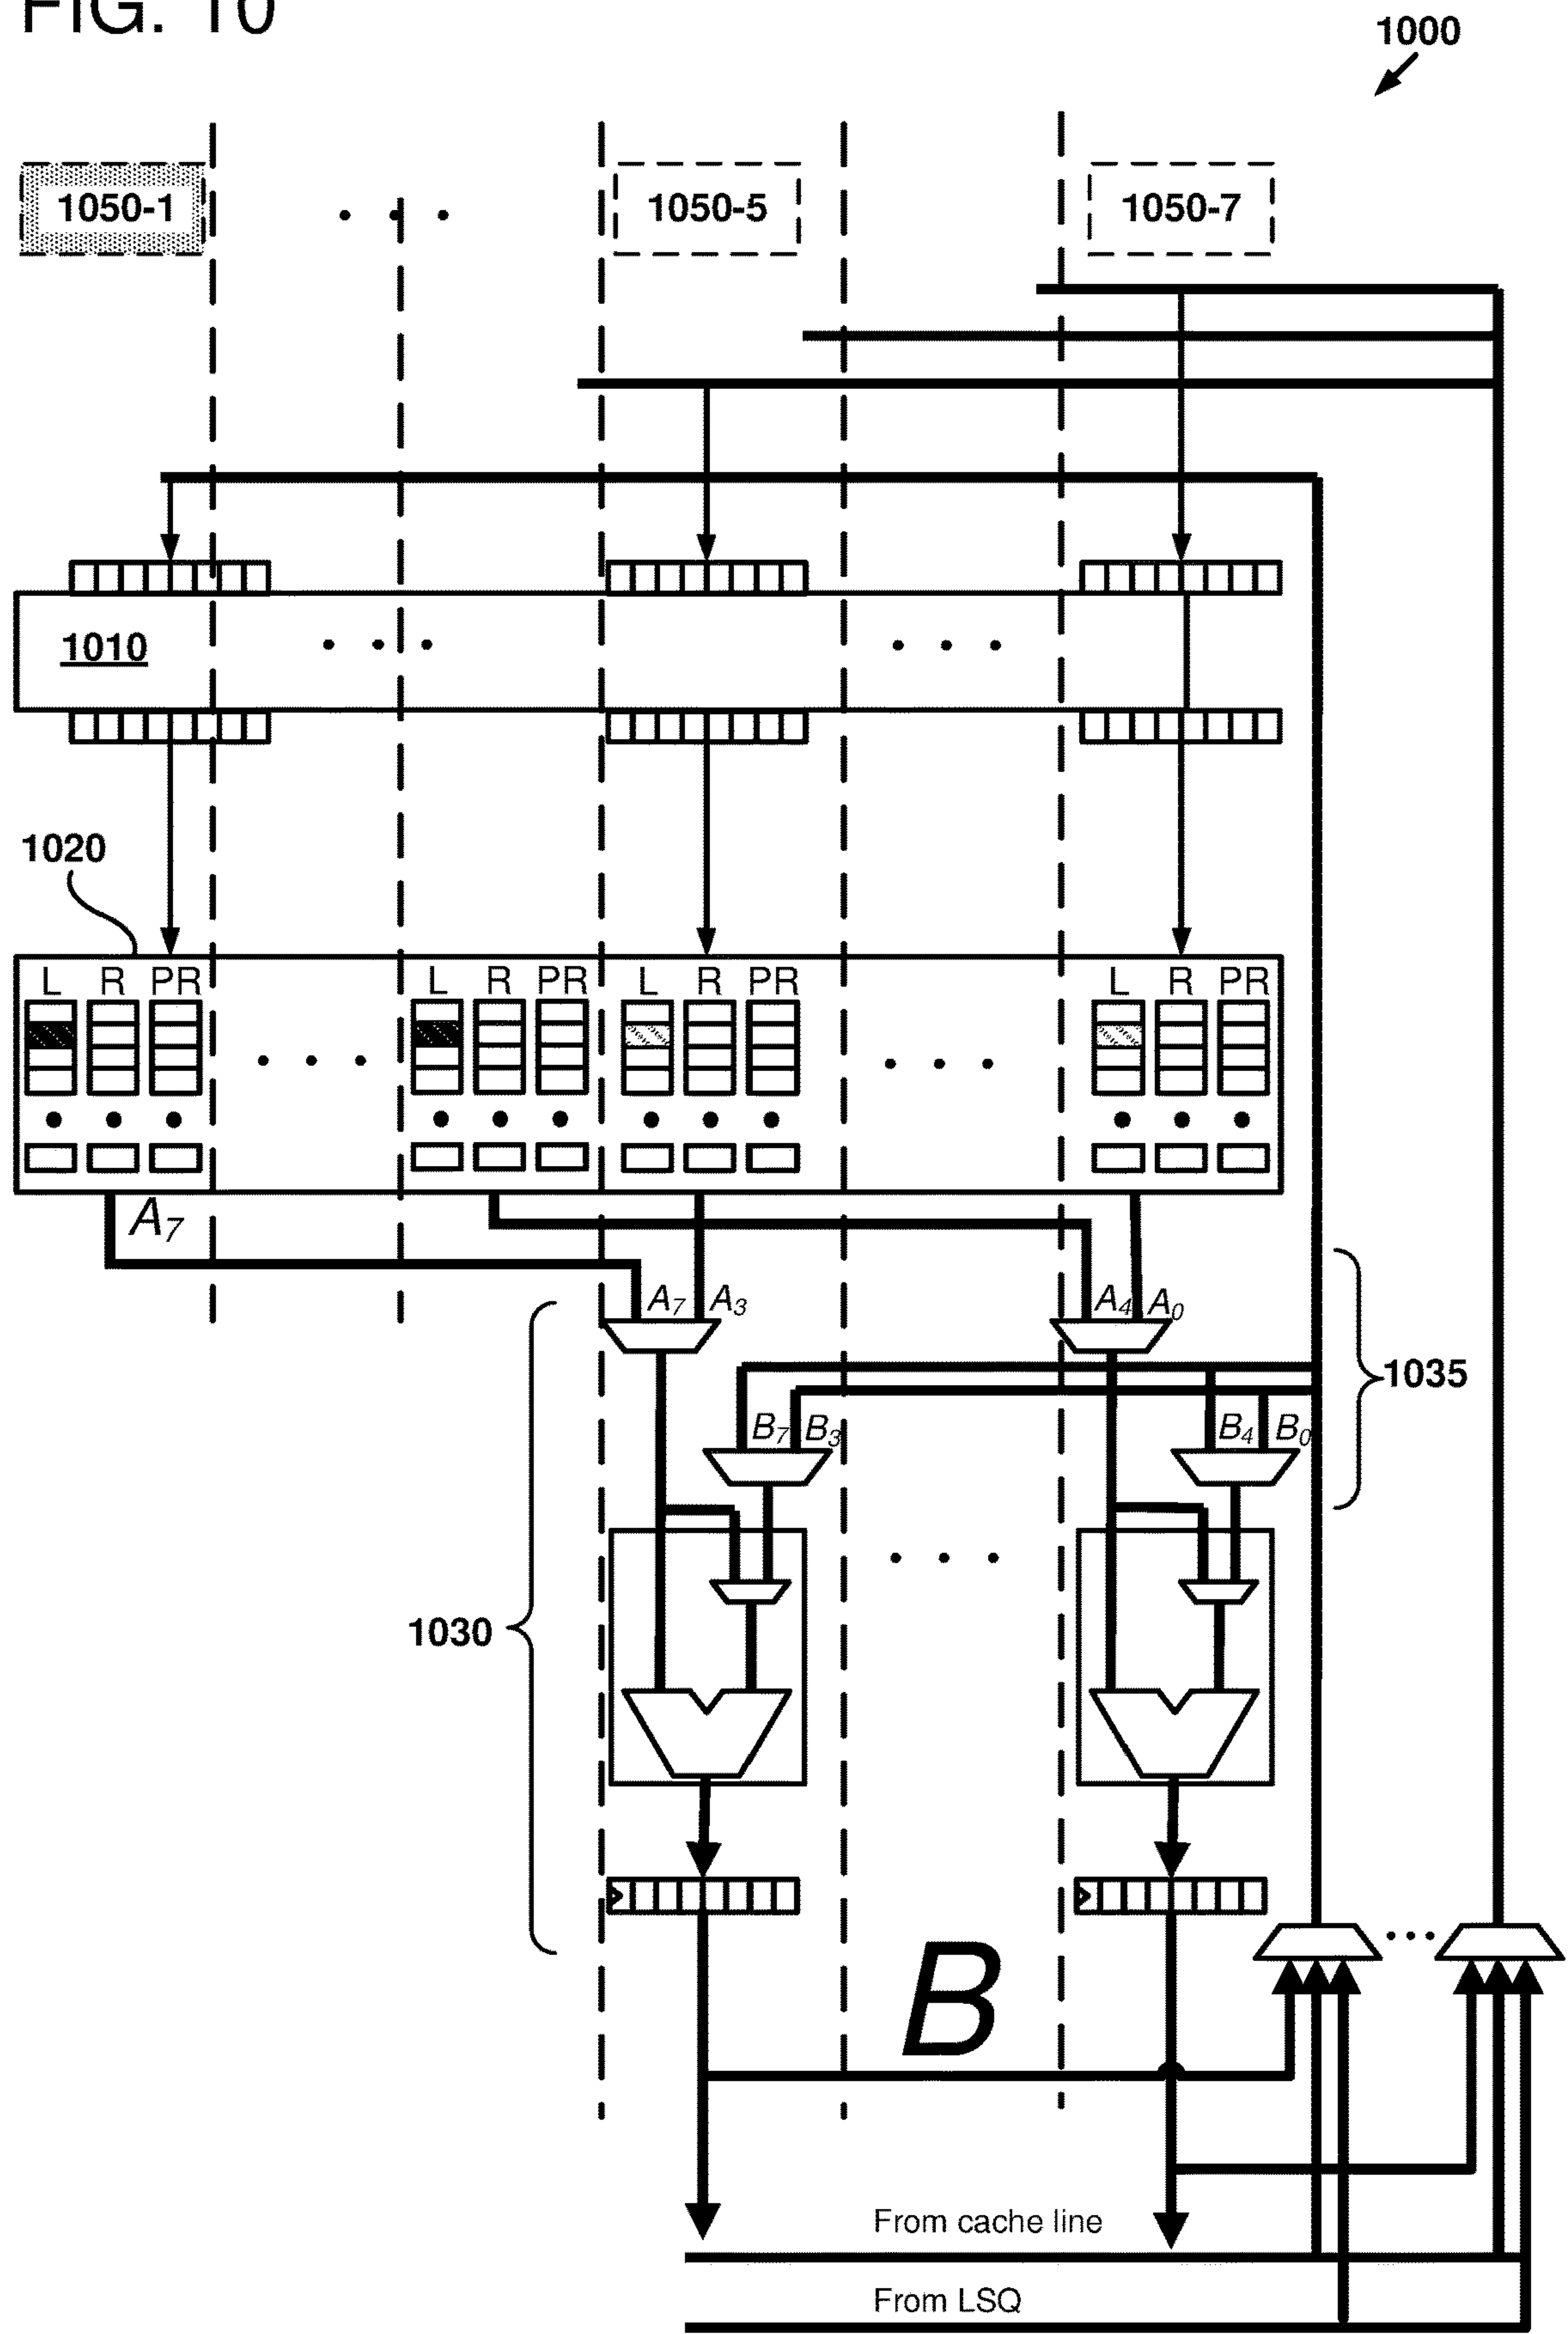 FIG. 10
1000
1050-1 1050-5 1050-7
1010
1020
L R PR L R PR L R PR L R PR
A7
A7 A3 A4 A0
1035
B7 B3 B4 B0
1030
B
From cache line
From LSQ